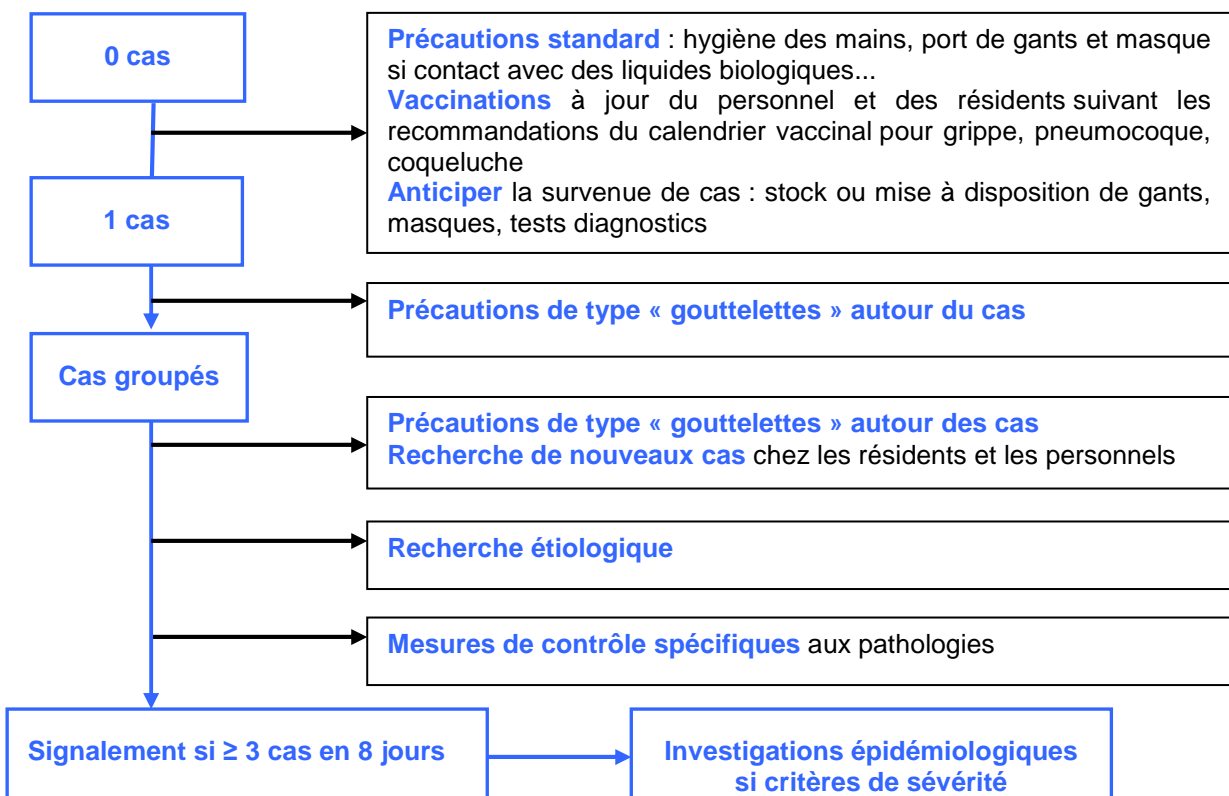 0 cas
Précautions standard : hygiène des mains, port de gants et masque
si contact avec des liquides biologiques...
Vaccinations à jour du personnel et des résidents suivant les
recommandations du calendrier vaccinal pour grippe, pneumocoque,
coqueluche
Anticiper la survenue de cas : stock ou mise à disposition de gants,
masques, tests diagnostics
1 cas
Précautions de type « gouttelettes » autour du cas
Cas groupés
Précautions de type « gouttelettes » autour des cas
Recherche de nouveaux cas chez les résidents et les personnels
Recherche étiologique
Mesures de contrôle spécifiques aux pathologies
Signalement si ≥ 3 cas en 8 jours
Investigations épidémiologiques
si critères de sévérité